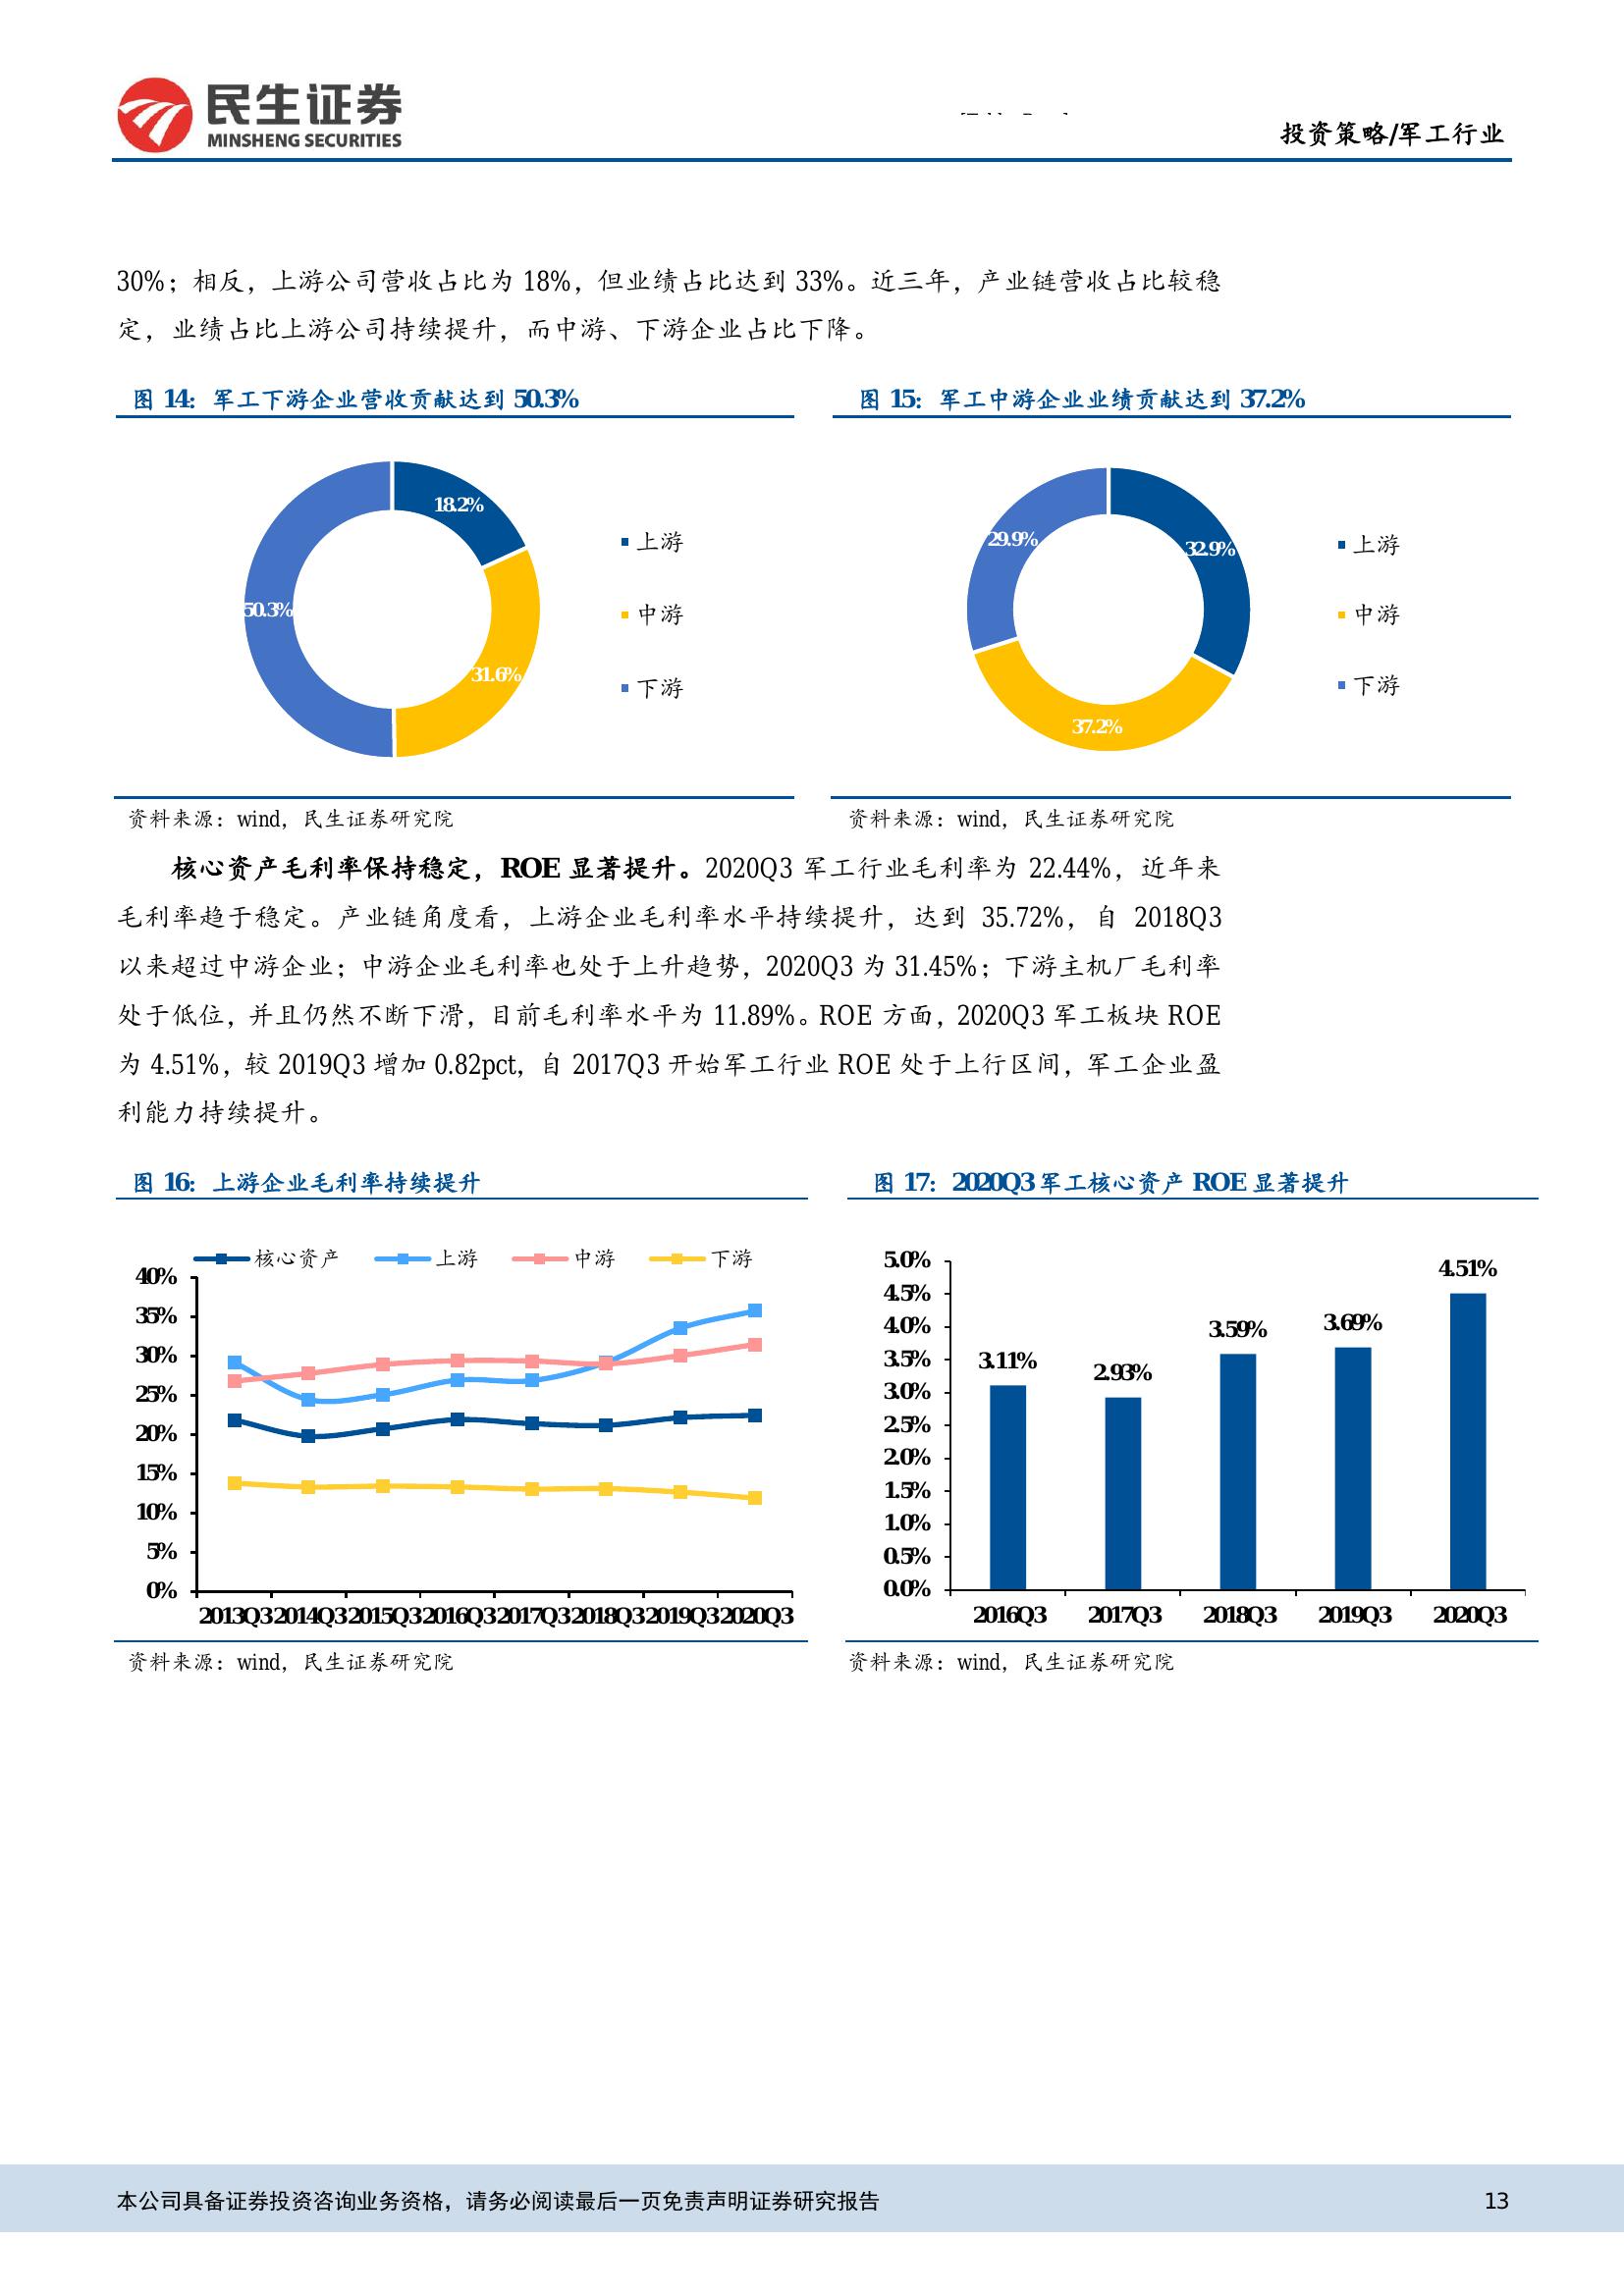 民生证券
MINSHENG SECURITIES
投资策略/军工行业
30%；相反，上游公司营收占比为 18%，但业绩占比达到 33%。近三年，产业链营收占比较稳
定，业绩占比上游公司持续提升，而中游、下游企业占比下降。
图 14：军工下游企业营收贡献达到 50.3%
18.2%
31.6%
50.3%
上游
中游
下游
资料来源：wind，民生证券研究院
图 15：军工中游企业业绩贡献达到 37.2%
29.9%
32.9%
37.2%
上游
中游
下游
资料来源：wind，民生证券研究院
核心资产毛利率保持稳定，ROE 显著提升。2020Q3 军工行业毛利率为 22.44%，近年来
毛利率趋于稳定。产业链角度看，上游企业毛利率水平持续提升，达到 35.72%，自 2018Q3
以来超过中游企业；中游企业毛利率也处于上升趋势，2020Q3 为 31.45%；下游主机厂毛利率
处于低位，并且仍然不断下滑，目前毛利率水平为 11.89%。ROE 方面，2020Q3 军工板块 ROE
为 4.51%，较 2019Q3 增加 0.82pct，自 2017Q3 开始军工行业 ROE 处于上行区间，军工企业盈
利能力持续提升。
图 16：上游企业毛利率持续提升
核心资产 上游 中游 下游
40%
35%
30%
25%
20%
15%
10%
5%
0%
2013Q3 2014Q3 2015Q3 2016Q3 2017Q3 2018Q3 2019Q3 2020Q3
资料来源：wind，民生证券研究院
图 17：2020Q3 军工核心资产 ROE 显著提升
5.0%
4.5%
4.0%
3.5%
3.0%
2.5%
2.0%
1.5%
1.0%
0.5%
0.0%
3.11%
2.93%
3.59%
3.69%
4.51%
2016Q3 2017Q3 2018Q3 2019Q3 2020Q3
资料来源：wind，民生证券研究院
本公司具备证券投资咨询业务资格，请务必阅读最后一页免责声明证券研究报告 13